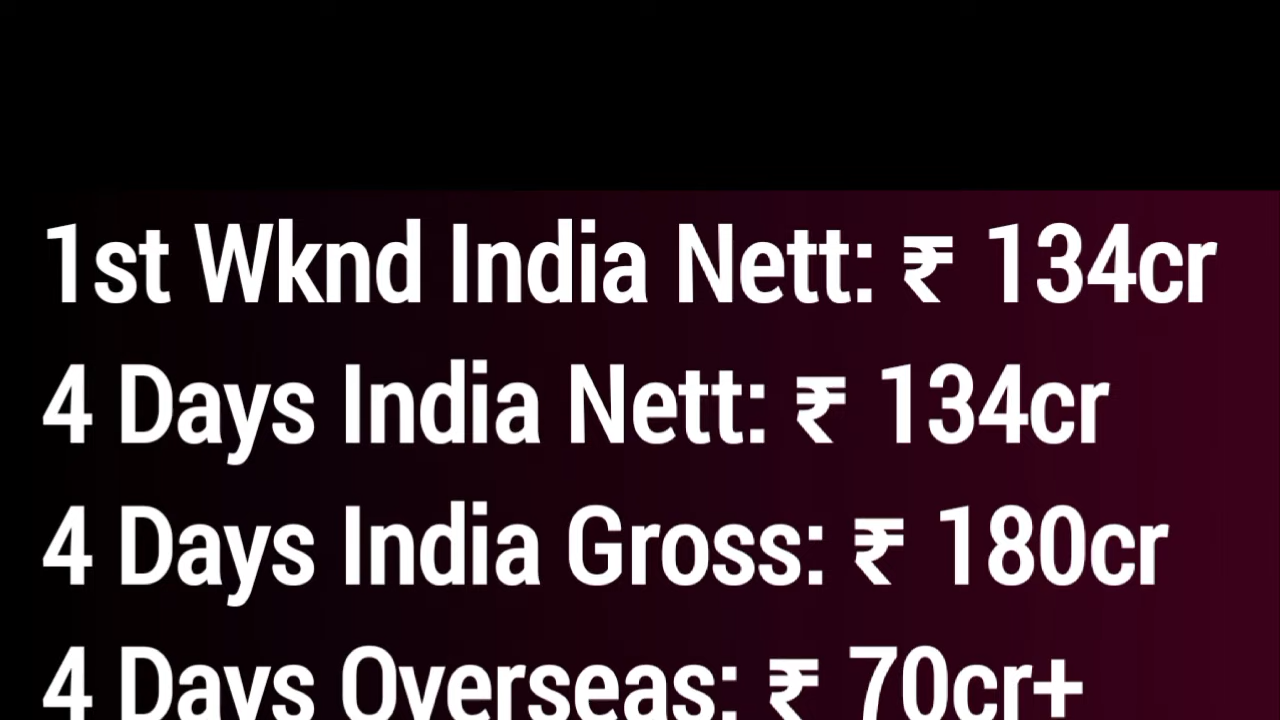 1st Wknd India Nett: ₹ 134cr
4 Days India Nett: ₹ 134cr
4 Days India Gross: ₹ 180cr
4 Days Overseas: ₹ 70cr+